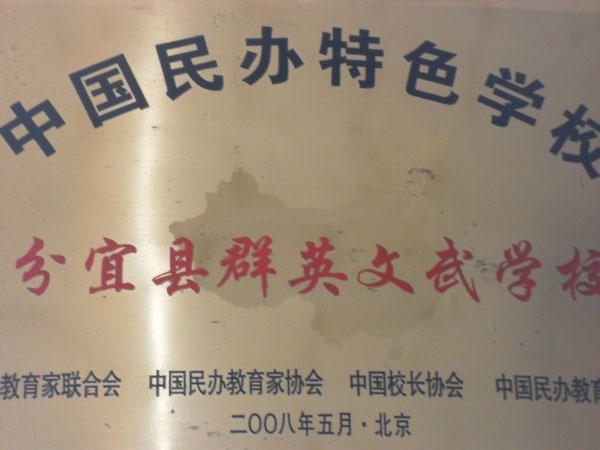 中国民办特色学校
分宜县群英文武学校
教育家联合会 中国民办教育家协会 中国校长协会 中国民办教育
二〇〇八年五月·北京